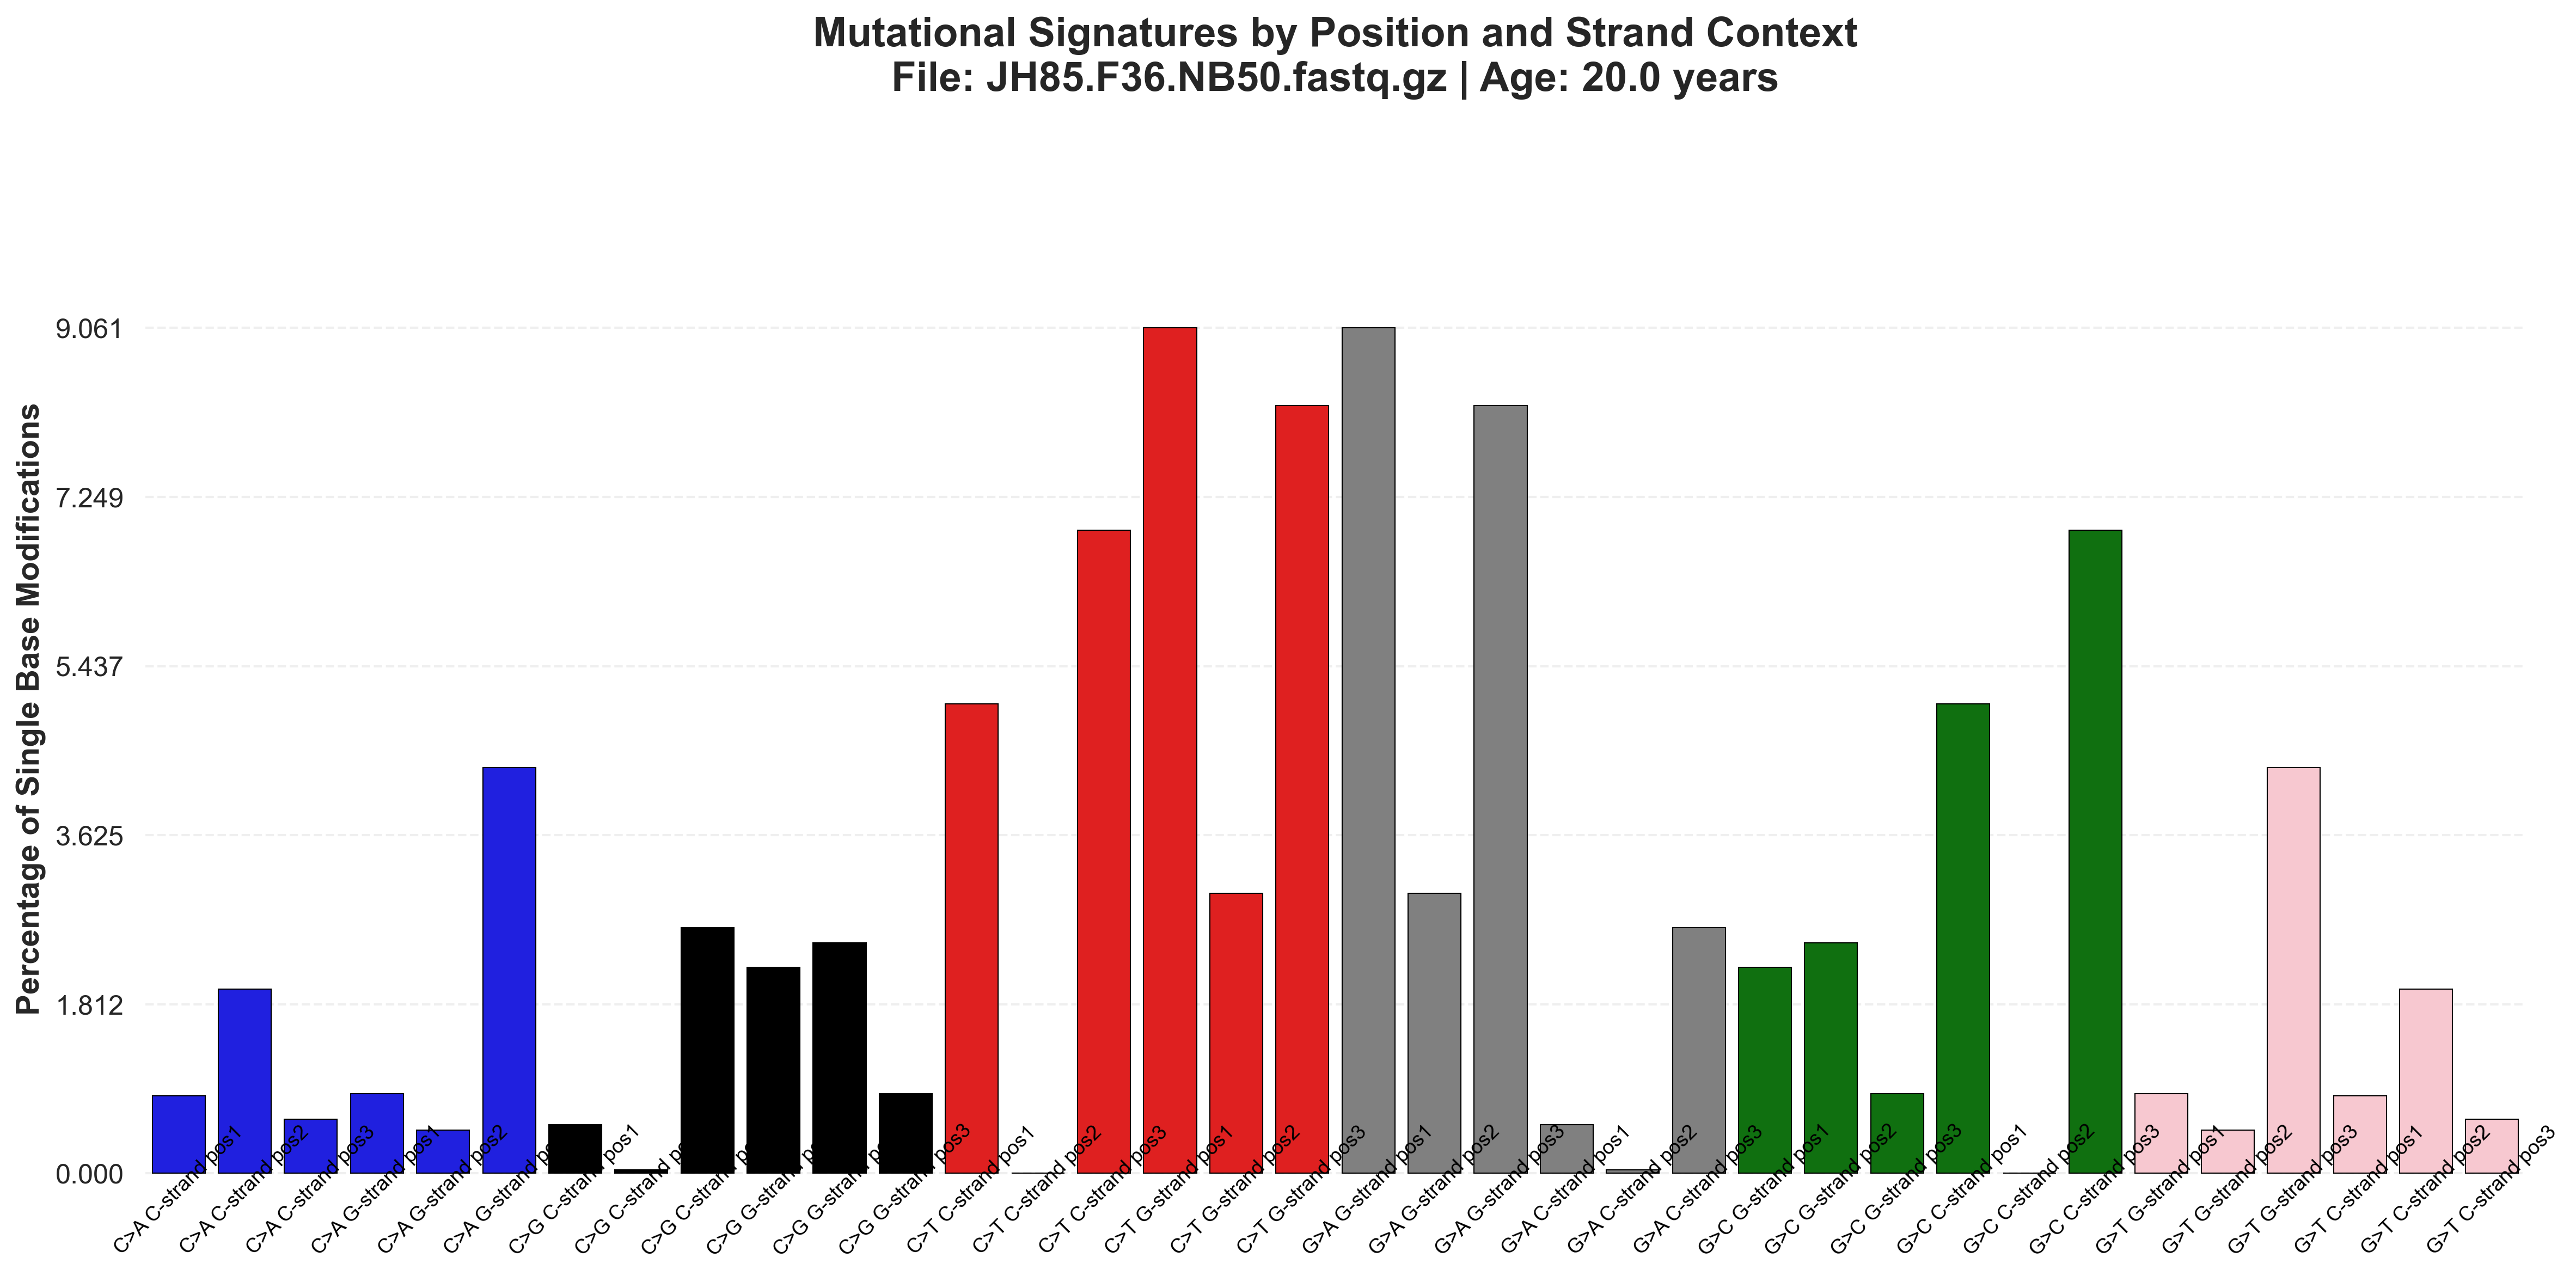 Mutational Signatures by Position and Strand Context
File: JH85.F36.NB50.fastq.gz | Age: 20.0 years
Percentage of Single Base Modifications
9.061
7.249
5.437
3.625
1.812
0.000
C>A C-strand pos1
C>A C-strand pos2
C>A C-strand pos3
C>A G-strand pos1
C>A G-strand pos2
C>A G-strand
C>G C-strand pos1
C>G C-strand
C>G C-strand
C>G G-strand
C>G G-strand
C>G G-strand pos3
C>T C-strand pos1
C>T C-strand pos2
C>T C-strand pos3
C>T G-strand pos1
C>T G-strand pos2
C>T G-strand pos3
G>A G-strand pos1
G>A G-strand pos2
G>A G-strand pos3
G>A C-strand pos1
G>A C-strand pos2
G>A C-strand pos3
G>C G-strand pos1
G>C G-strand pos2
G>C G-strand pos3
G>C C-strand pos1
G>C C-strand pos2
G>C C-strand pos3
G>T G-strand pos1
G>T G-strand pos2
G>T G-strand pos3
G>T C-strand pos1
G>T C-strand pos2
G>T C-strand pos3